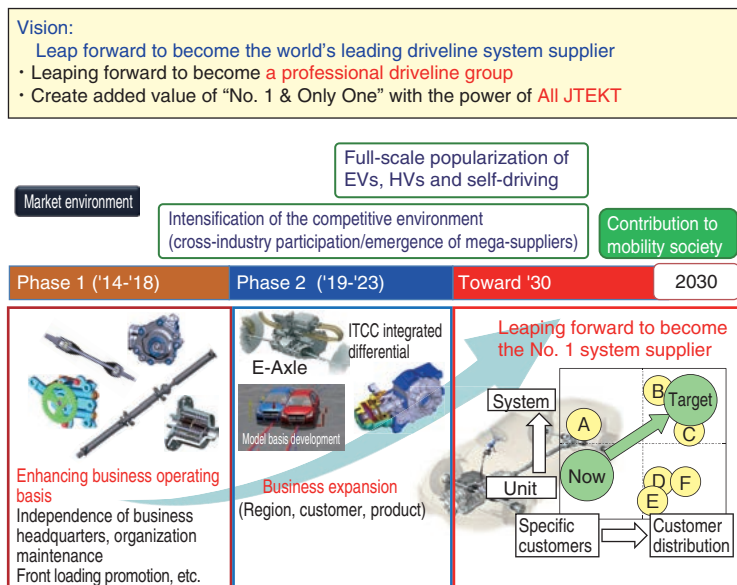 Vision:
Leap forward to become the world's leading driveline system supplier
・Leaping forward to become a professional driveline group
・Create added value of “No. 1 & Only One” with the power of All JTEKT
Full-scale popularization of
EVs, HVs and self-driving
Market environment
Intensification of the competitive environment
(cross-industry participation/emergence of mega-suppliers)
Contribution to
mobility society
Phase 1 ('14-'18)
Phase 2 ('19-'23)
Toward '30
2030
Enhancing business operating
basis
Independence of business
headquarters, organization
maintenance
Front loading promotion, etc.
ITCC integrated
differential
E-Axle
Model basis development
Business expansion
(Region, customer, product)
Leaping forward to become
the No. 1 system supplier
System
Unit
A
B
Target
C
Now
D
F
E
Specific
customers
Customer
distribution